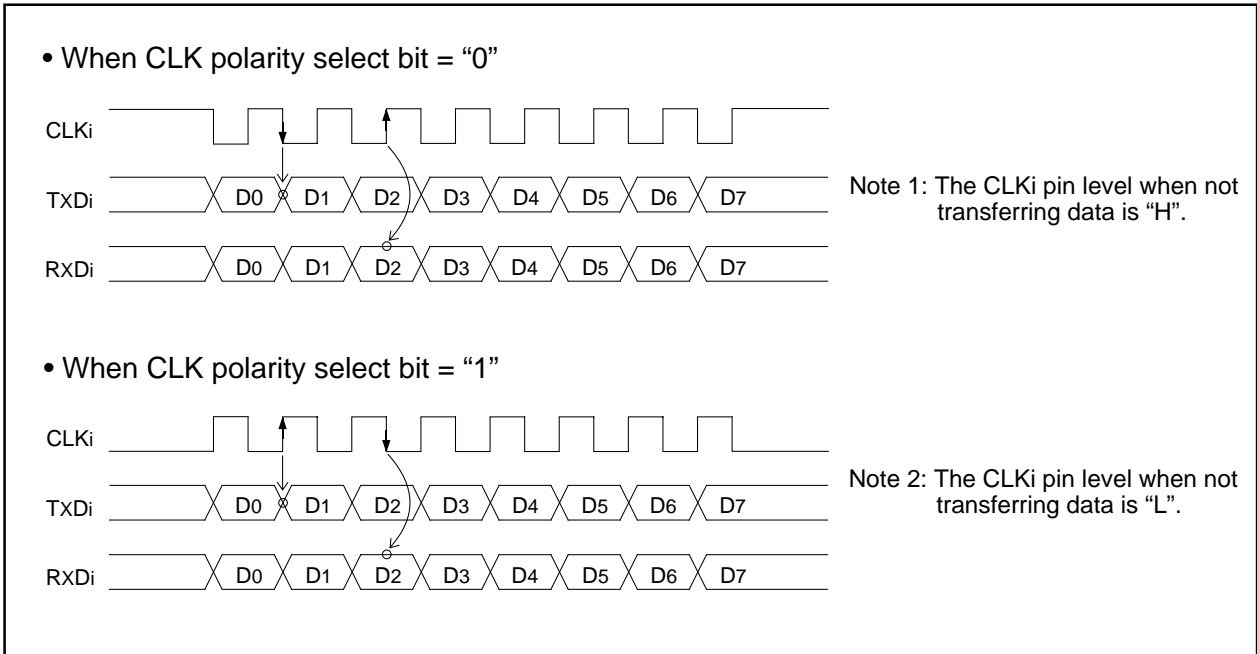 • When CLK polarity select bit = “0”
CLKi
TXDi D0 D1 D2 D3 D4 D5 D6 D7
RXDi D0 D1 D2 D3 D4 D5 D6 D7
Note 1: The CLKi pin level when not
transferring data is “H”.
• When CLK polarity select bit = “1”
CLKi
TXDi D0 D1 D2 D3 D4 D5 D6 D7
RXDi D0 D1 D2 D3 D4 D5 D6 D7
Note 2: The CLKi pin level when not
transferring data is “L”.